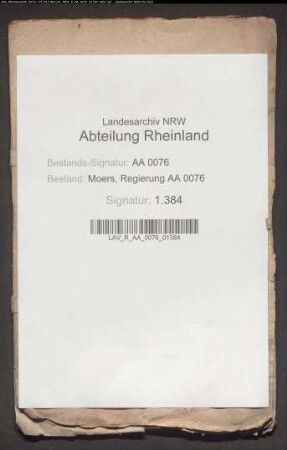 Landesarchiv NRW
Abteilung Rheinland
Bestands-Signatur: AA 0076
Bestand: Moers, Regierung AA 0076
Signatur: 1.384
LAV_R_AA_0076_01384